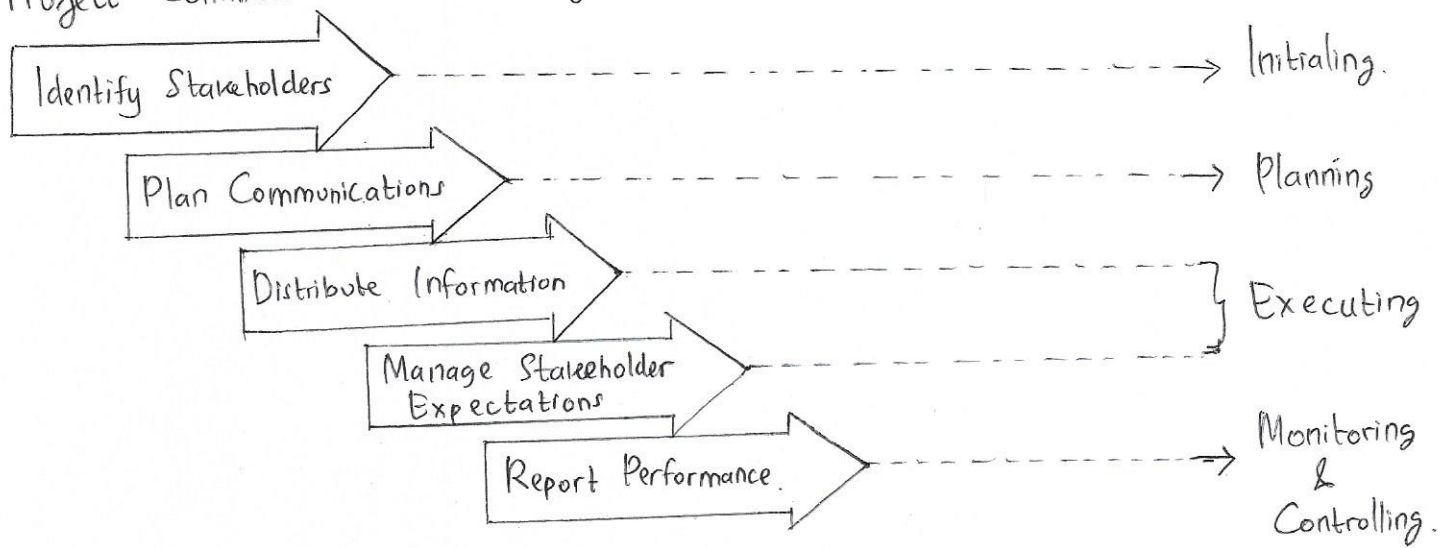 Project
Identify Stakeholders
Initialing.
Plan Communications
Planning
Distribute Information
Executing
Manage Stakeholder
Expectations
Report Performance.
Monitoring
&
Controlling.